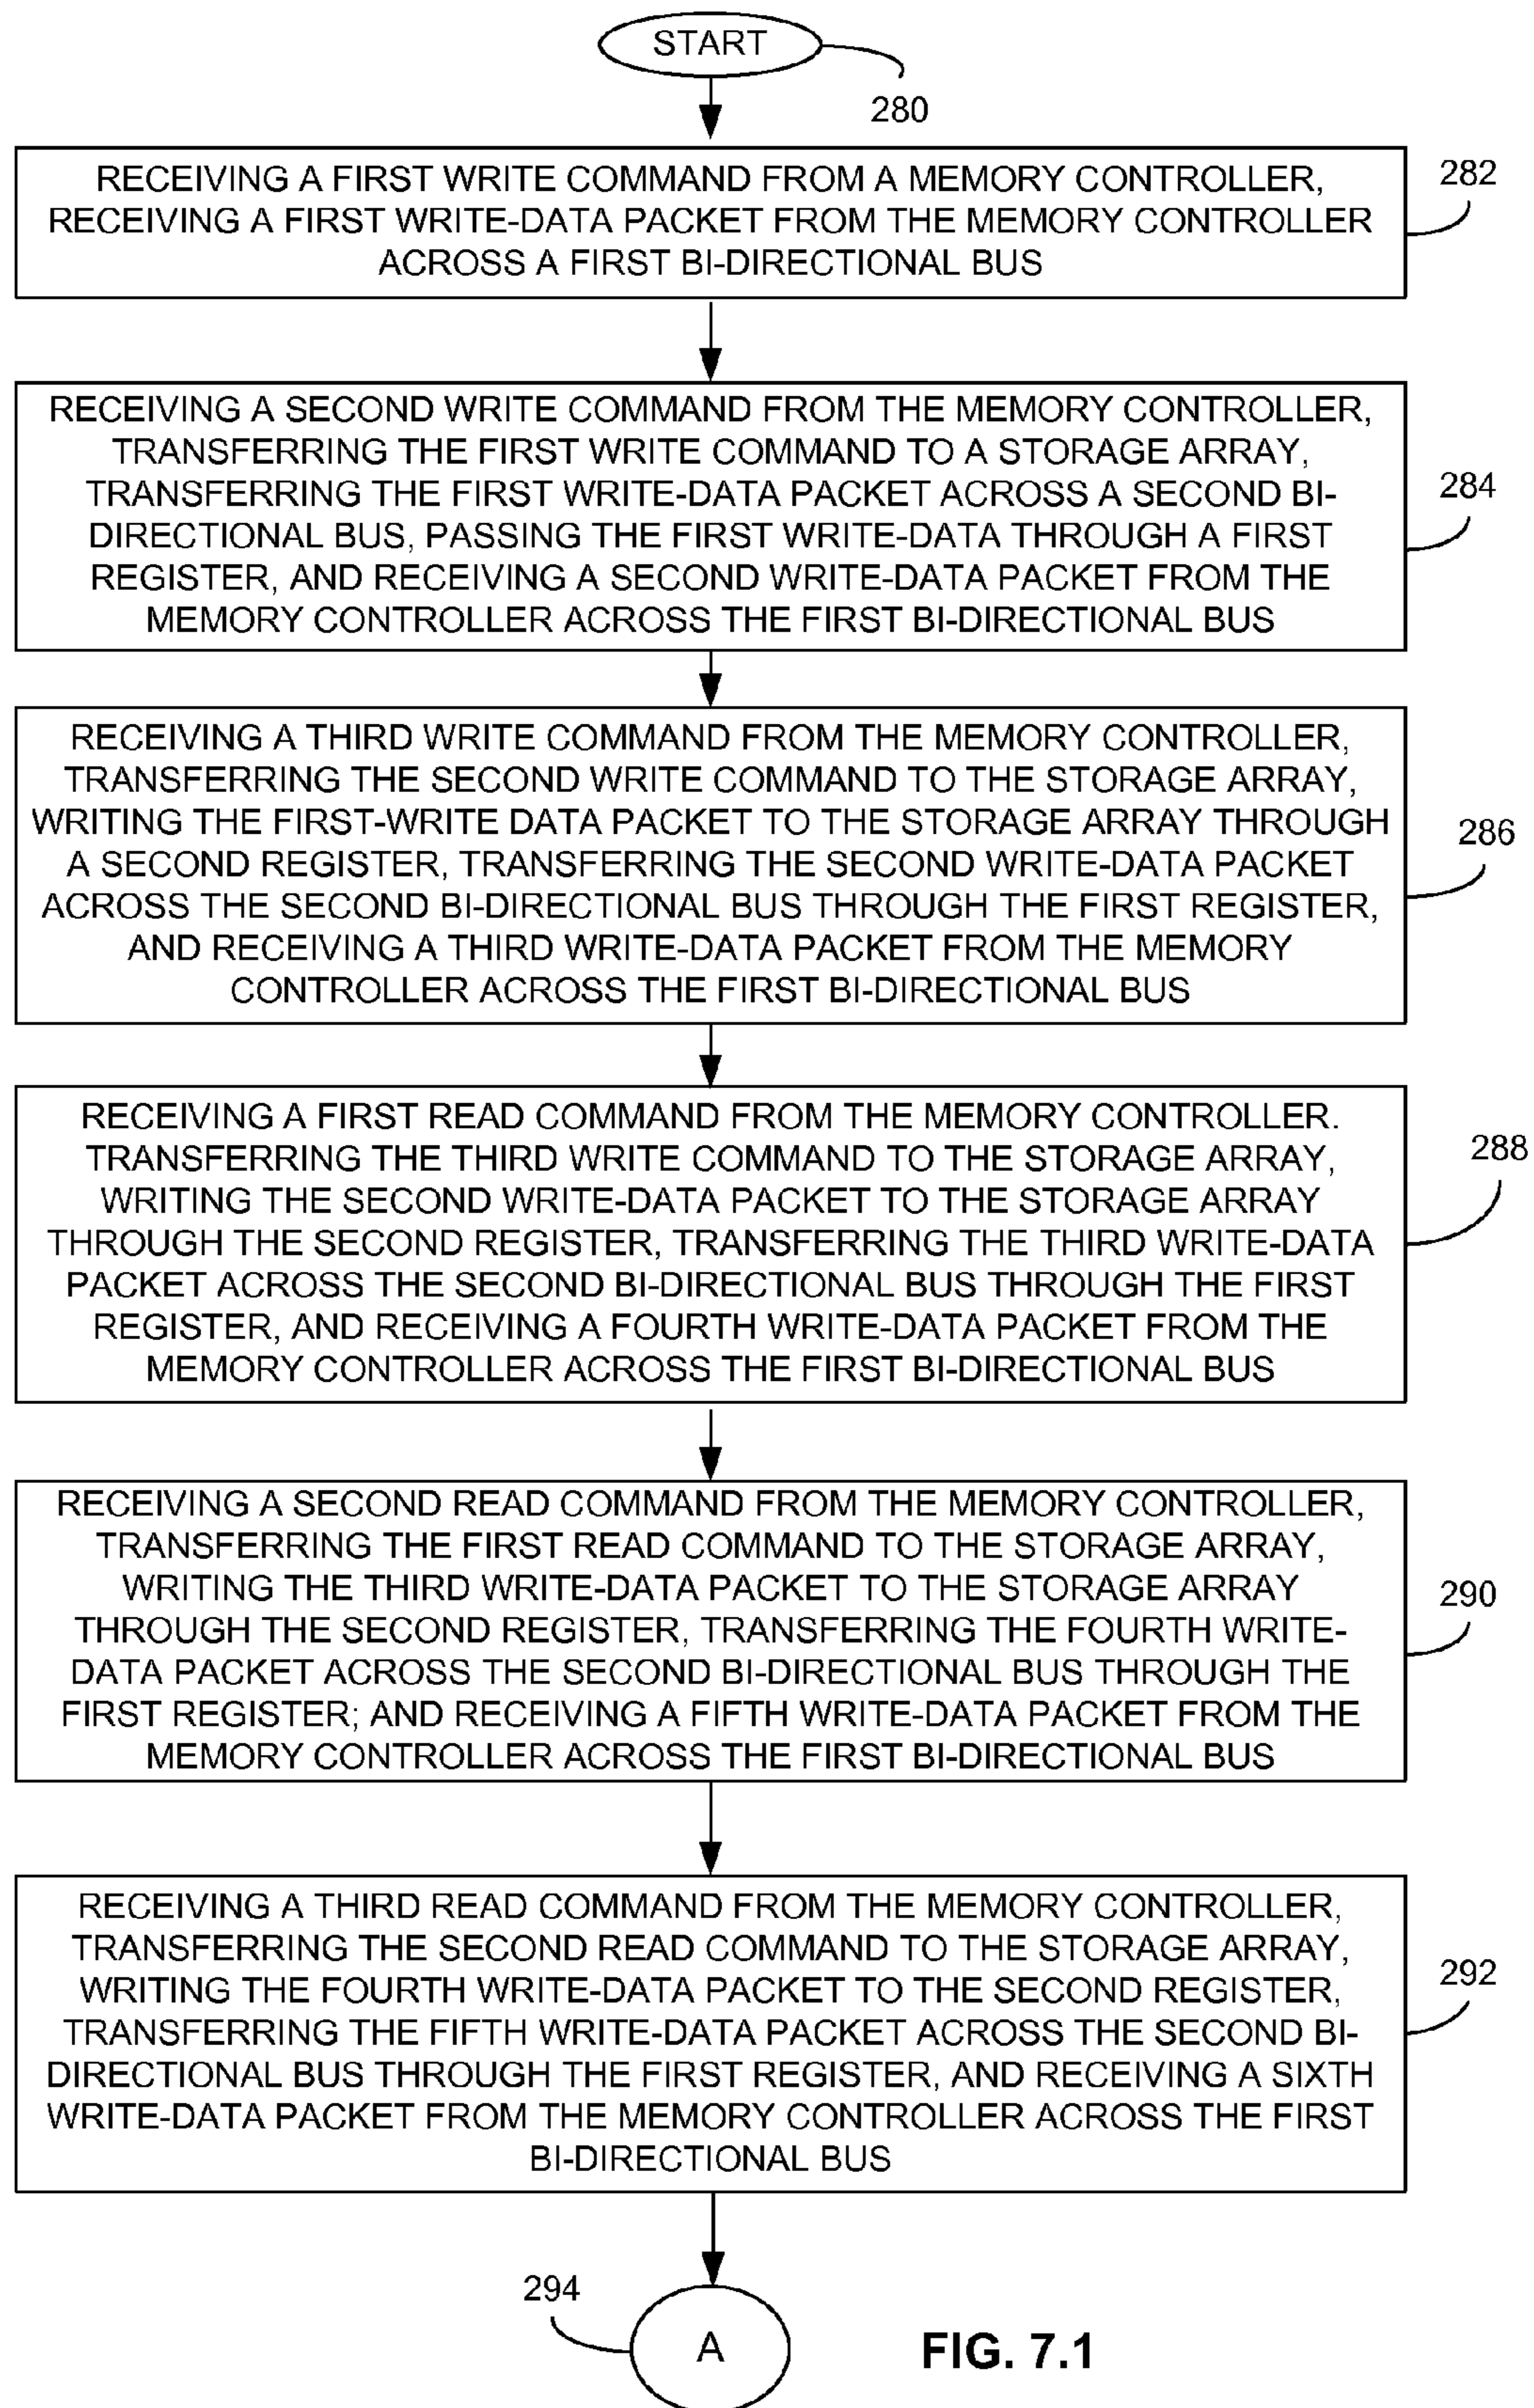 START
280
RECEIVING A FIRST WRITE COMMAND FROM A MEMORY CONTROLLER,
RECEIVING A FIRST WRITE-DATA PACKET FROM THE MEMORY CONTROLLER
ACROSS A FIRST BI-DIRECTIONAL BUS
282
RECEIVING A SECOND WRITE COMMAND FROM THE MEMORY CONTROLLER,
TRANSFERRING THE FIRST WRITE COMMAND TO A STORAGE ARRAY,
TRANSFERRING THE FIRST WRITE-DATA PACKET ACROSS A SECOND BI-
DIRECTIONAL BUS, PASSING THE FIRST WRITE-DATA THROUGH A FIRST
REGISTER, AND RECEIVING A SECOND WRITE-DATA PACKET FROM THE
MEMORY CONTROLLER ACROSS THE FIRST BI-DIRECTIONAL BUS
284
RECEIVING A THIRD WRITE COMMAND FROM THE MEMORY CONTROLLER,
TRANSFERRING THE SECOND WRITE COMMAND TO THE STORAGE ARRAY,
WRITING THE FIRST-WRITE DATA PACKET TO THE STORAGE ARRAY THROUGH
A SECOND REGISTER, TRANSFERRING THE SECOND WRITE-DATA PACKET
ACROSS THE SECOND BI-DIRECTIONAL BUS THROUGH THE FIRST REGISTER,
AND RECEIVING A THIRD WRITE-DATA PACKET FROM THE MEMORY
CONTROLLER ACROSS THE FIRST BI-DIRECTIONAL BUS
286
RECEIVING A FIRST READ COMMAND FROM THE MEMORY CONTROLLER.
TRANSFERRING THE THIRD WRITE COMMAND TO THE STORAGE ARRAY,
WRITING THE SECOND WRITE-DATA PACKET TO THE STORAGE ARRAY
THROUGH THE SECOND REGISTER, TRANSFERRING THE THIRD WRITE-DATA
PACKET ACROSS THE SECOND BI-DIRECTIONAL BUS THROUGH THE FIRST
REGISTER, AND RECEIVING A FOURTH WRITE-DATA PACKET FROM THE
MEMORY CONTROLLER ACROSS THE FIRST BI-DIRECTIONAL BUS
288
RECEIVING A SECOND READ COMMAND FROM THE MEMORY CONTROLLER,
TRANSFERRING THE FIRST READ COMMAND TO THE STORAGE ARRAY,
WRITING THE THIRD WRITE-DATA PACKET TO THE STORAGE ARRAY
THROUGH THE SECOND REGISTER, TRANSFERRING THE FOURTH WRITE-
DATA PACKET ACROSS THE SECOND BI-DIRECTIONAL BUS THROUGH THE
FIRST REGISTER; AND RECEIVING A FIFTH WRITE-DATA PACKET FROM THE
MEMORY CONTROLLER ACROSS THE FIRST BI-DIRECTIONAL BUS
290
RECEIVING A THIRD READ COMMAND FROM THE MEMORY CONTROLLER,
TRANSFERRING THE SECOND READ COMMAND TO THE STORAGE ARRAY,
WRITING THE FOURTH WRITE-DATA PACKET TO THE SECOND REGISTER,
TRANSFERRING THE FIFTH WRITE-DATA PACKET ACROSS THE SECOND BI-
DIRECTIONAL BUS THROUGH THE FIRST REGISTER, AND RECEIVING A SIXTH
WRITE-DATA PACKET FROM THE MEMORY CONTROLLER ACROSS THE FIRST
BI-DIRECTIONAL BUS
292
294
A
FIG. 7.1